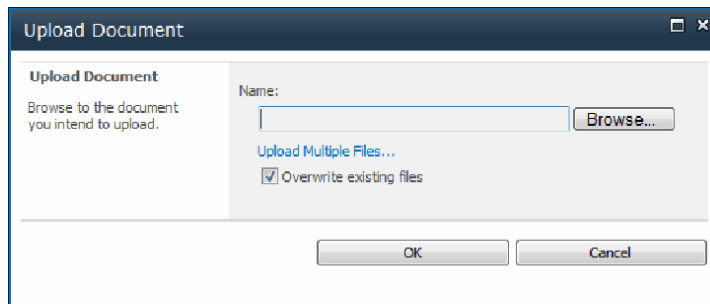 Upload Document
Upload Document
Browse to the document
you intend to upload.
Name:
Browse...
Upload Multiple Files...
Overwrite existing files
OK
Cancel